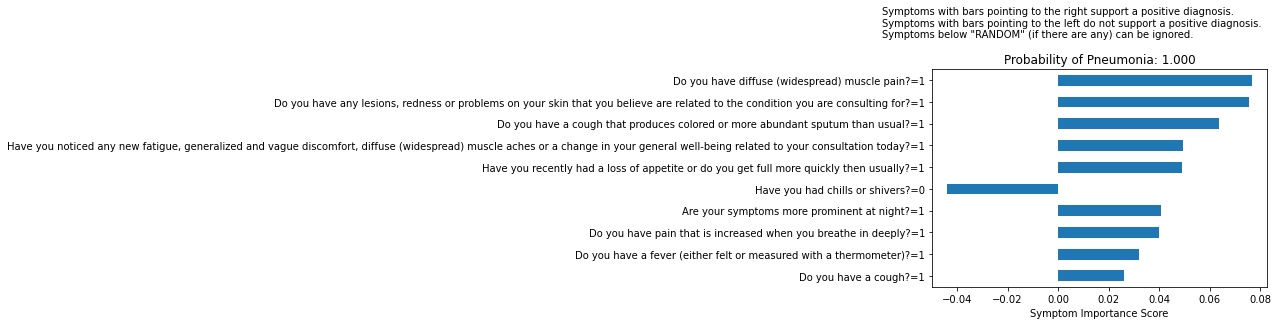 Symptoms with bars pointing to the right support a positive diagnosis.
Symptoms with bars pointing to the left do not support a positive diagnosis.
Symptoms below "RANDOM" (if there are any) can be ignored.
Probability of Pneumonia: 1.000
Do you have diffuse (widespread) muscle pain?=1
Do you have any lesions, redness or problems on your skin that you believe are related to the condition you are consulting for?=1
Do you have a cough that produces colored or more abundant sputum than usual?=1
Have you noticed any new fatigue, generalized and vague discomfort, diffuse (widespread) muscle aches or a change in your general well-being related to your consultation today?=1
Have you recently had a loss of appetite or do you get full more quickly then usually?=1
Have you had chills or shivers?=0
Are your symptoms more prominent at night?=1
Do you have pain that is increased when you breathe in deeply?=1
Do you have a fever (either felt or measured with a thermometer)?=1
Do you have a cough?=1
−0.04 −0.02 0.00 0.02 0.04 0.06 0.08
Symptom Importance Score